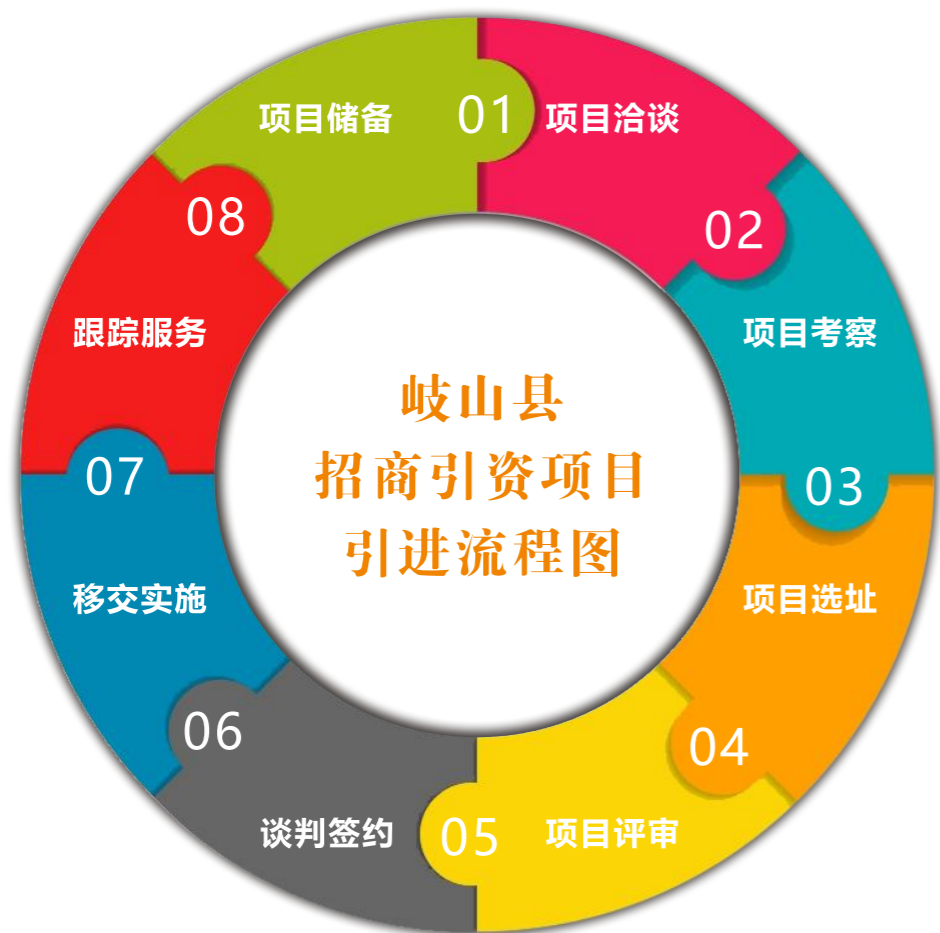 岐山县
招商引资项目
引进流程图
01
项目储备
02
项目洽谈
03
项目考察
04
项目选址
05
项目评审
06
谈判签约
07
移交实施
08
跟踪服务